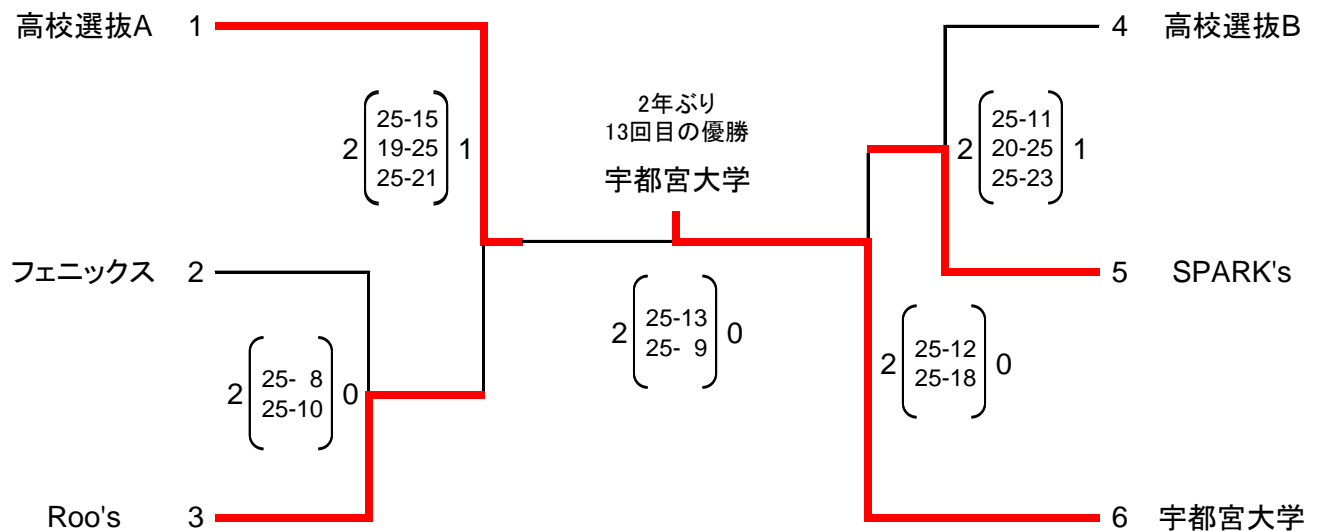 高校選抜A 1
4 高校選抜B
2年ぶり
13回目の優勝
宇都宮大学
2 25-15 1
19-25
25-21
2 25-11 1
20-25
25-23
フェニックス 2
5 SPARK's
2 25-13 0
25- 9
2 25-12 0
25-18
2 25- 8 0
25-10
Roo's 3
6 宇都宮大学